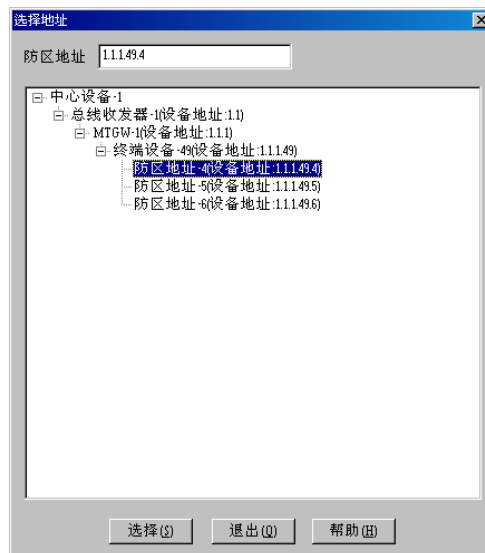 选择地址
防区地址 1.1.1.49.4
中心设备-1
总线收发器-1(设备地址:1.1)
MTGW-1(设备地址:1.1.1)
终端设备-49(设备地址:1.1.1.49)
防区地址-4(设备地址:1.1.1.49.4)
防区地址-5(设备地址:1.1.1.49.5)
防区地址-6(设备地址:1.1.1.49.6)
选择(S) 退出(Q) 帮助(H)